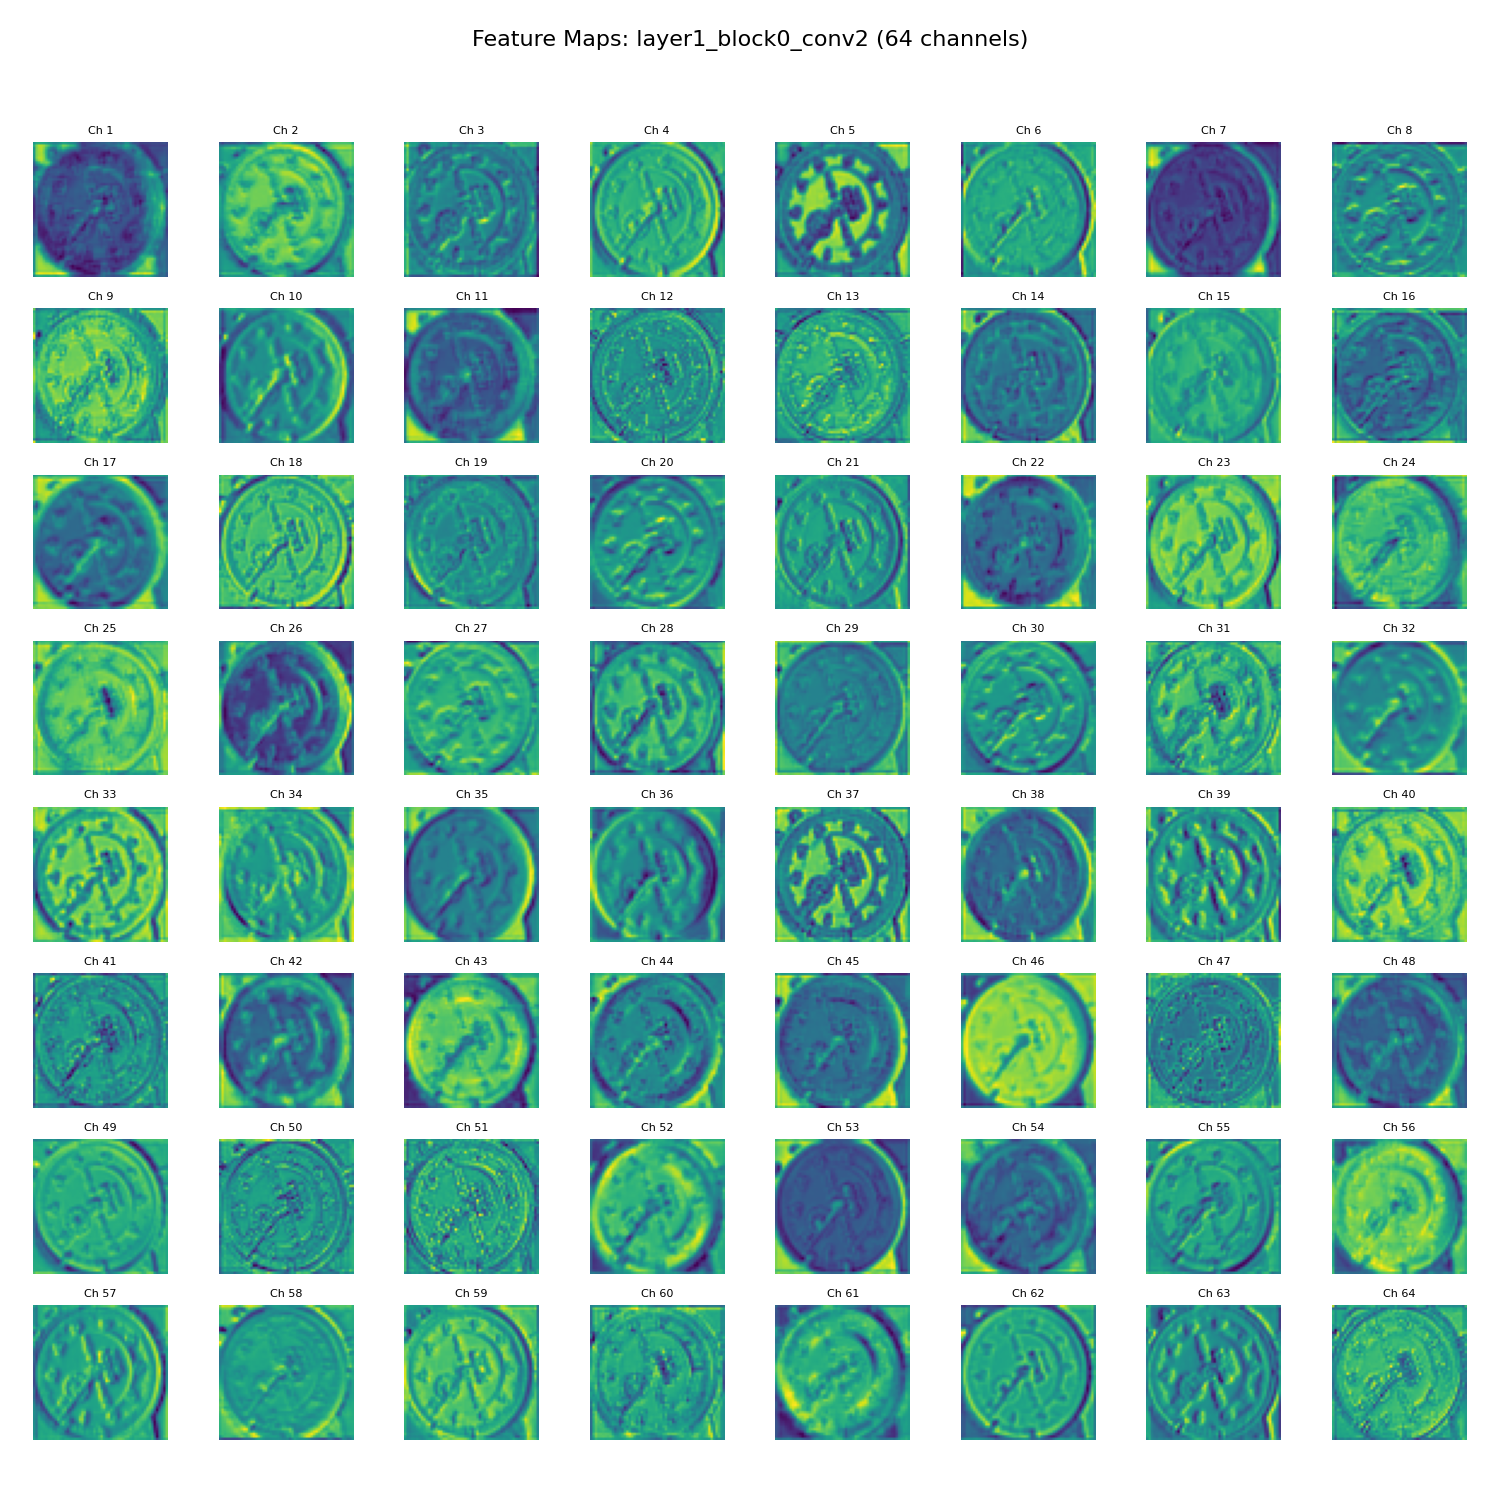 Feature Maps: layer1_block0_conv2 (64 channels)
Ch 1 Ch 2 Ch 3 Ch 4 Ch 5 Ch 6 Ch 7 Ch 8
Ch 9 Ch 10 Ch 11 Ch 12 Ch 13 Ch 14 Ch 15 Ch 16
Ch 17 Ch 18 Ch 19 Ch 20 Ch 21 Ch 22 Ch 23 Ch 24
Ch 25 Ch 26 Ch 27 Ch 28 Ch 29 Ch 30 Ch 31 Ch 32
Ch 33 Ch 34 Ch 35 Ch 36 Ch 37 Ch 38 Ch 39 Ch 40
Ch 41 Ch 42 Ch 43 Ch 44 Ch 45 Ch 46 Ch 47 Ch 48
Ch 49 Ch 50 Ch 51 Ch 52 Ch 53 Ch 54 Ch 55 Ch 56
Ch 57 Ch 58 Ch 59 Ch 60 Ch 61 Ch 62 Ch 63 Ch 64